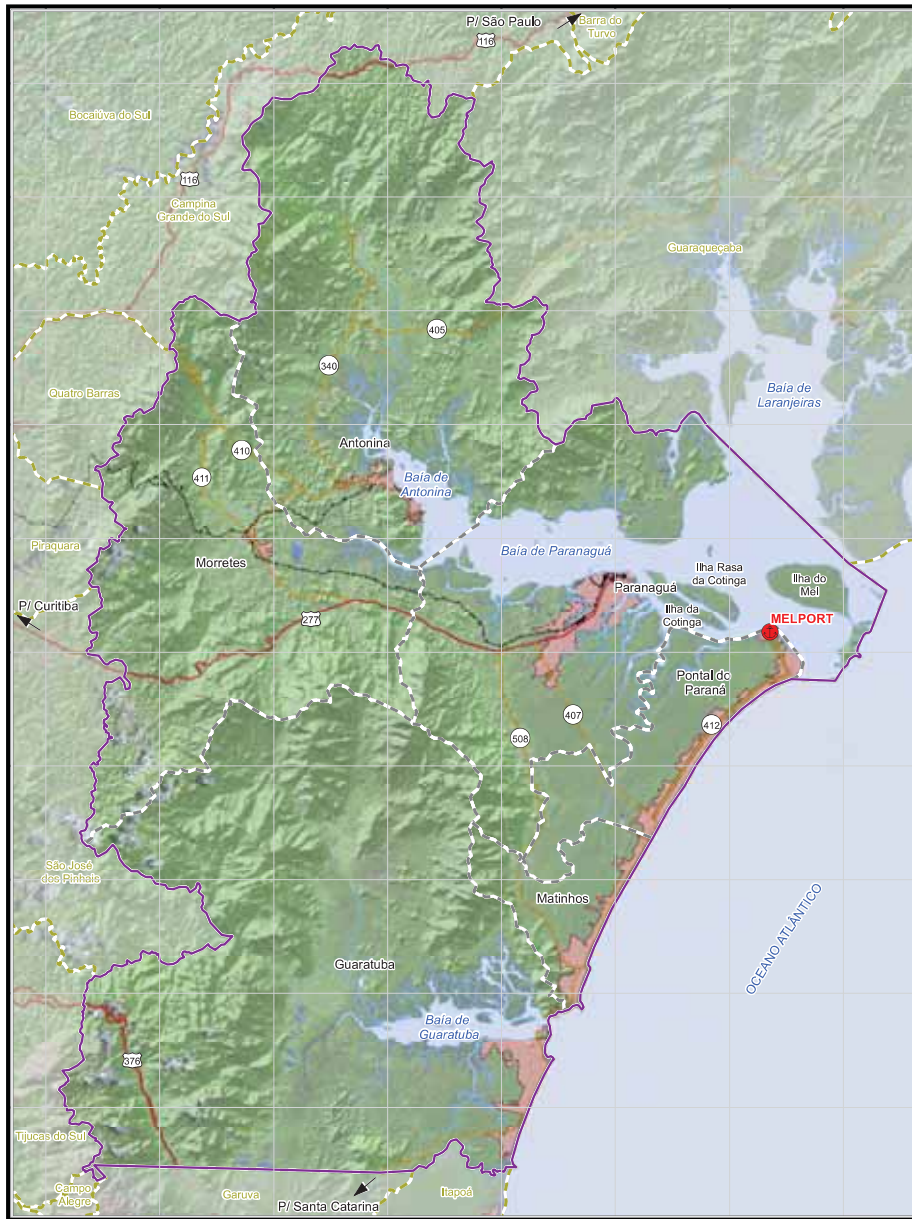 P/ São Paulo
Barra do
Turvo
116
Bocaiúva do Sul
116
Campina
Grande do Sul
Guaraqueçaba
405
340
Quatro Barras
Baía de
Laranjeiras
Antonina
410
411
Baía de
Antonina
Piraquara
Baía de Paranaguá
Morretes
Ilha Rasa
da Cotinga
Ilha do
Mel
Paranaguá
P/ Curitiba
277
Ilha da
Cotinga
MELPORT
Pontal do
Paraná
407
412
508
São José
dos Pinhais
Matinhos
OCEANO ATLÂNTICO
Guaratuba
Baía de
Guaratuba
376
Tijucas do Sul
Campo
Alegre
Garuva
Itapoá
P/ Santa Catarina